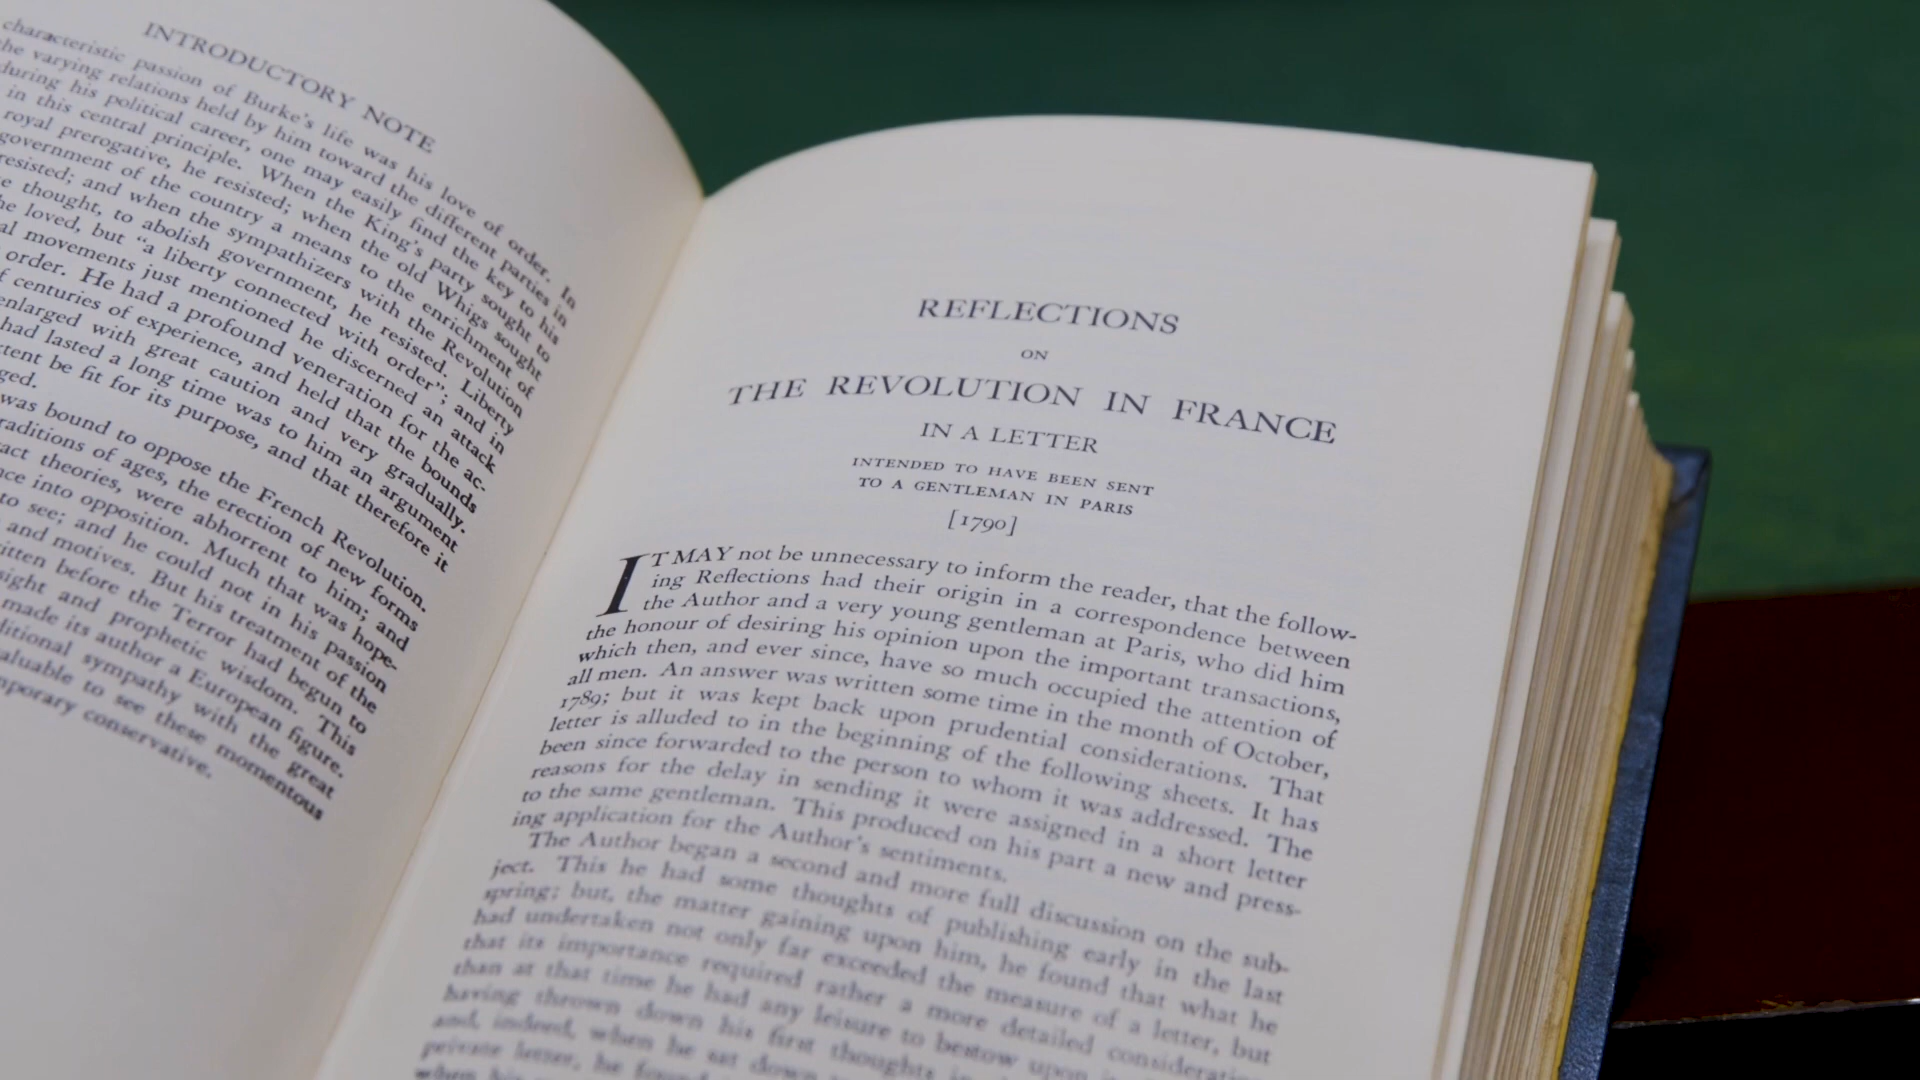 INTRODUCTORY NOTE
characteristic passion of Burke's life was his love of order. In
the varying relations held by him toward the different parties in
during his political career, one may easily find the key to his
in this central principle. When the King's party sought to
royal prerogative, he resisted; when the old Whigs sought
government of the country a means to the enrichment of
resisted; and when the sympathizers with the Revolution
thought, to abolish government, he resisted. Liberty
he loved, but "a liberty connected with order"; and in
al movements just mentioned he discerned an attack
order. He had a profound veneration for the ac-
f centuries of experience, and held that the bounds
enlarged with great caution and very gradually.
had lasted a long time was to him an argument
tent be fit for its purpose, and that therefore it
ged.
was bound to oppose the French Revolution.
raditions of ages, the erection of new forms
act theories, were abhorrent to him; and
nce into opposition. Much that was hope-
to see; and he could not in his passion
and motives. But his treatment of the
itten before the Terror had begun to
sight and prophetic wisdom. This
made its author a European figure.
ditional sympathy with the great
aluable to see these momentous
mporary conservative.
REFLECTIONS
ON
THE REVOLUTION IN FRANCE
IN A LETTER
INTENDED TO HAVE BEEN SENT
TO A GENTLEMAN IN PARIS
[1790]
IT MAY not be unnecessary to inform the reader, that the follow-
ing Reflections had their origin in a correspondence between
the Author and a very young gentleman at Paris, who did him
the honour of desiring his opinion upon the important transactions,
which then, and ever since, have so much occupied the attention of
all men. An answer was written some time in the month of October,
1789; but it was kept back upon prudential considerations. That
letter is alluded to in the beginning of the following sheets. It has
been since forwarded to the person to whom it was addressed. The
reasons for the delay in sending it were assigned in a short letter
to the same gentleman. This produced on his part a new and press-
ing application for the Author's sentiments.
The Author began a second and more full discussion on the sub-
ject. This he had some thoughts of publishing early in the last
spring; but, the matter gaining upon him, he found that what he
had undertaken not only far exceeded the measure of a letter, but
that its importance required rather a more detailed consideration
than at that time he had any leisure to bestow upon
having thrown down his first thoughts in
and, indeed, when he sat down
private letter, he found
when his